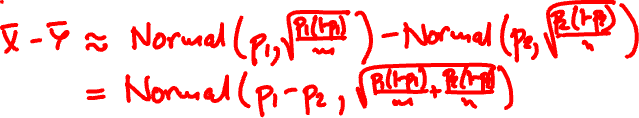 X̅ - Y̅ ≈ Normal(p₁, √(p₁(1-p₁)/m)) - Normal(p₂, √(p₂(1-p₂)/n))
= Normal(p₁-p₂, √(p₁(1-p₁)/m + p₂(1-p₂)/n))